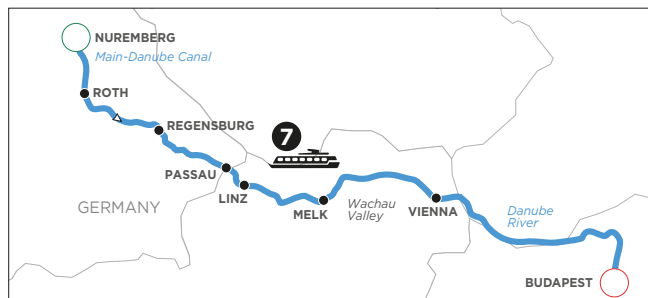 NUREMBERG
Main-Danube Canal
ROTH
REGENSBURG
7
PASSAU
LINZ
GERMANY
MELK
Wachau
Valley
VIENNA
Danube
River
BUDAPEST